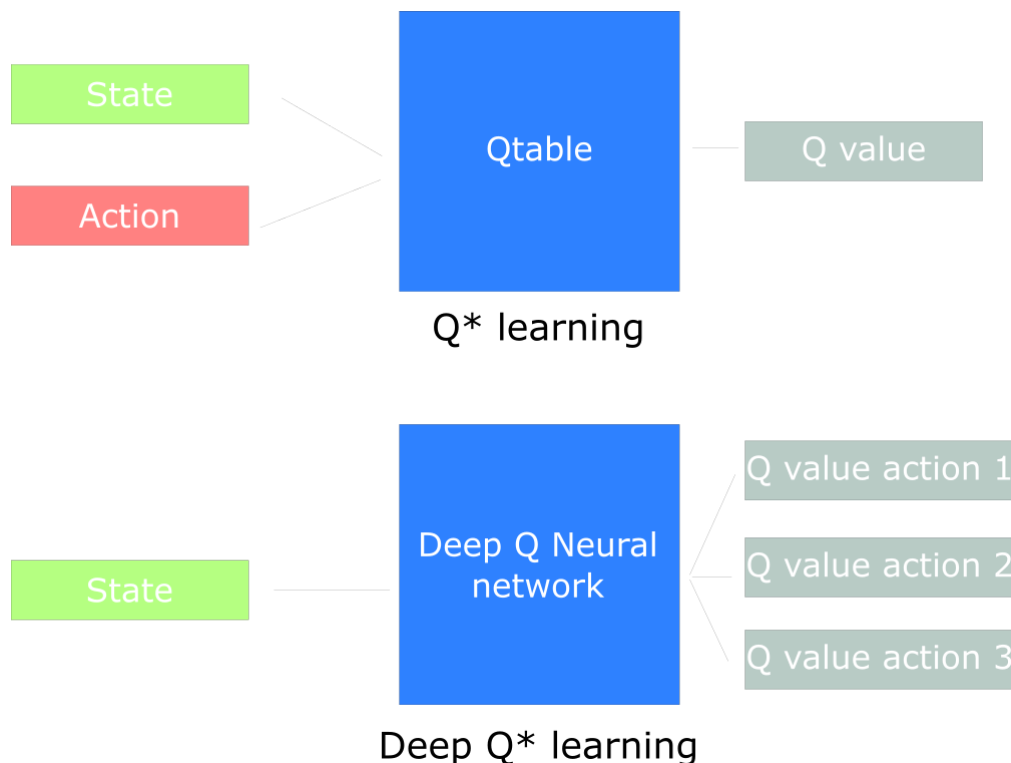 State
Action
Qtable
Q value
Q* learning
State
Deep Q Neural
network
Q value action 1
Q value action 2
Q value action 3
Deep Q* learning